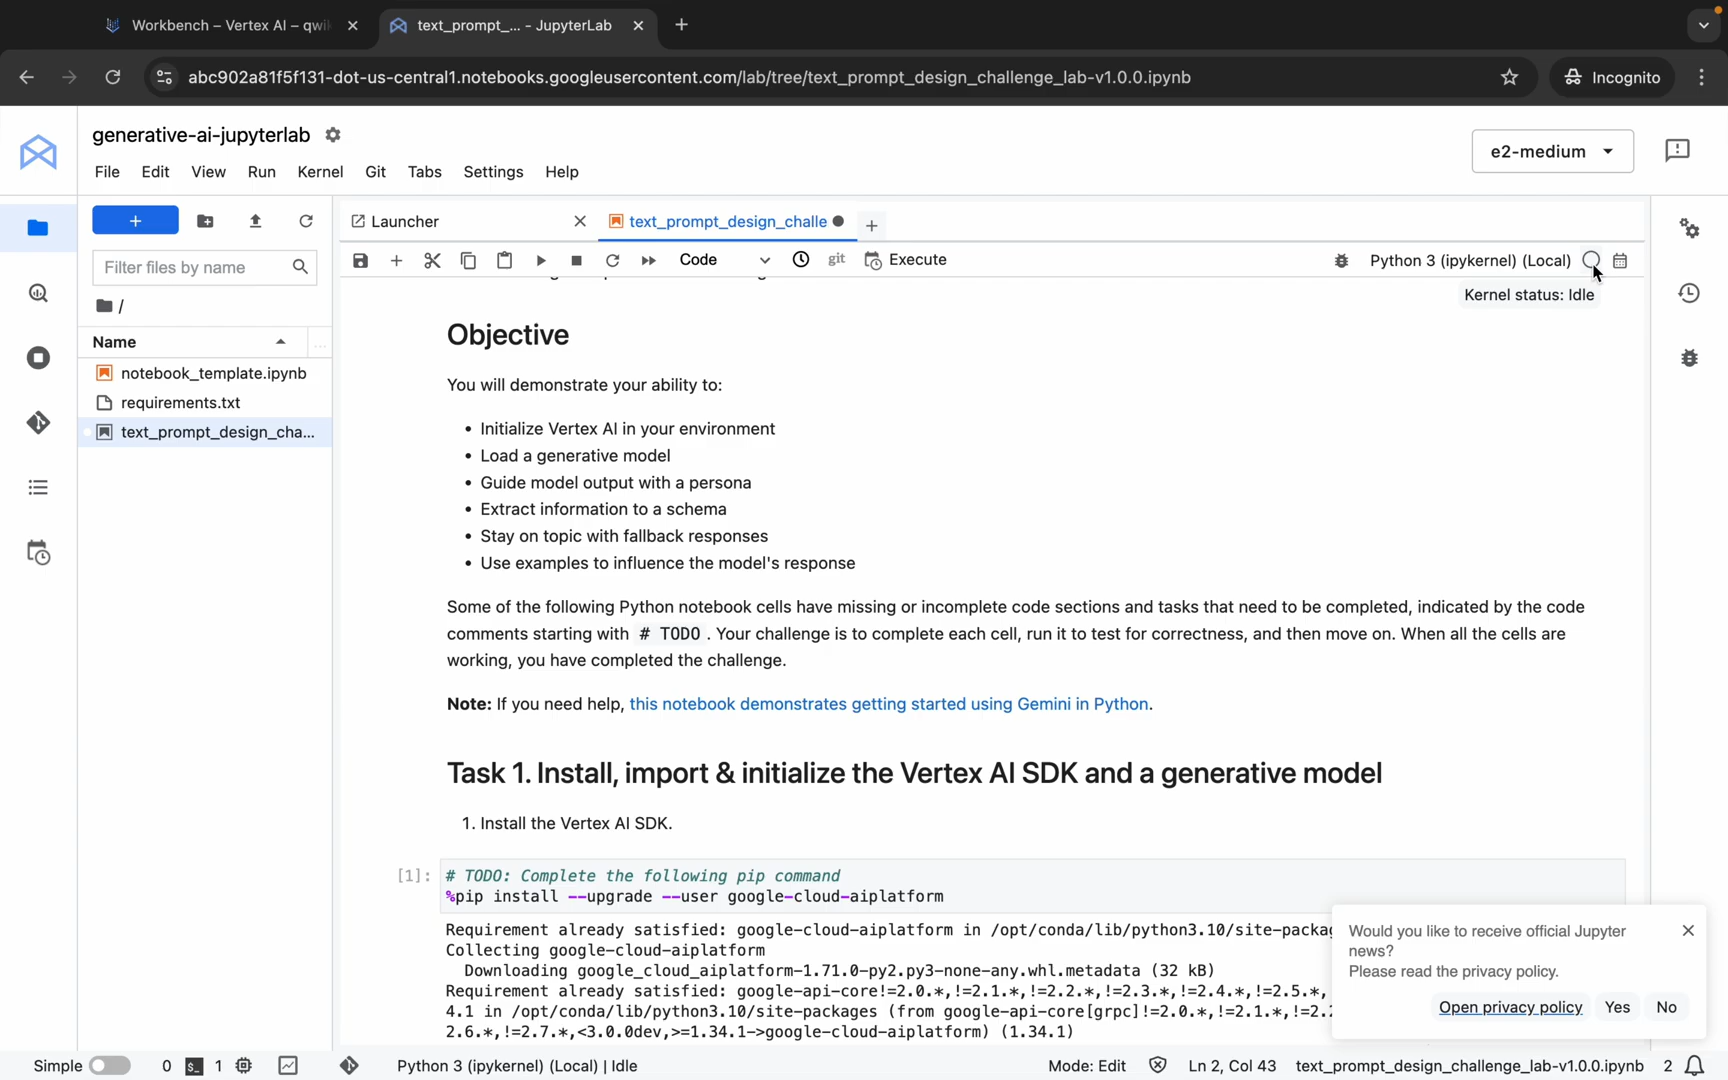 Workbench – Vertex AI – qwi
text_prompt_... - JupyterLab
abc902a81f5f131-dot-us-central1.notebooks.googleusercontent.com/lab/tree/text_prompt_design_challenge_lab-v1.0.0.ipynb
Incognito
generative-ai-jupyterlab
e2-medium
File Edit View Run Kernel Git Tabs Settings Help
+
Launcher
text_prompt_design_challe
Filter files by name
Code
git
Execute
Python 3 (ipykernel) (Local)
Kernel status: Idle
/
Name
notebook_template.ipynb
requirements.txt
text_prompt_design_cha...
Objective
You will demonstrate your ability to:
• Initialize Vertex AI in your environment
• Load a generative model
• Guide model output with a persona
• Extract information to a schema
• Stay on topic with fallback responses
• Use examples to influence the model's response
Some of the following Python notebook cells have missing or incomplete code sections and tasks that need to be completed, indicated by the code
comments starting with # TODO . Your challenge is to complete each cell, run it to test for correctness, and then move on. When all the cells are
working, you have completed the challenge.
Note: If you need help, this notebook demonstrates getting started using Gemini in Python.
Task 1. Install, import & initialize the Vertex AI SDK and a generative model
1. Install the Vertex AI SDK.
[1]: # TODO: Complete the following pip command
%pip install --upgrade --user google-cloud-aiplatform
Requirement already satisfied: google-cloud-aiplatform in /opt/conda/lib/python3.10/site-packag
Collecting google-cloud-aiplatform
Downloading google_cloud_aiplatform-1.71.0-py2.py3-none-any.whl.metadata (32 kB)
Requirement already satisfied: google-api-core!=2.0.*,!=2.1.*,!=2.2.*,!=2.3.*,!=2.4.*,!=2.5.*,
4.1 in /opt/conda/lib/python3.10/site-packages (from google-api-core[grpc]!=2.0.*,!=2.1.*,!=2.
2.6.*,!=2.7.*,<3.0.0dev,>=1.34.1->google-cloud-aiplatform) (1.34.1)
Would you like to receive official Jupyter
news?
Please read the privacy policy.
Open privacy policy Yes No
Simple 0 1 Python 3 (ipykernel) (Local) | Idle Mode: Edit Ln 2, Col 43 text_prompt_design_challenge_lab-v1.0.0.ipynb 2